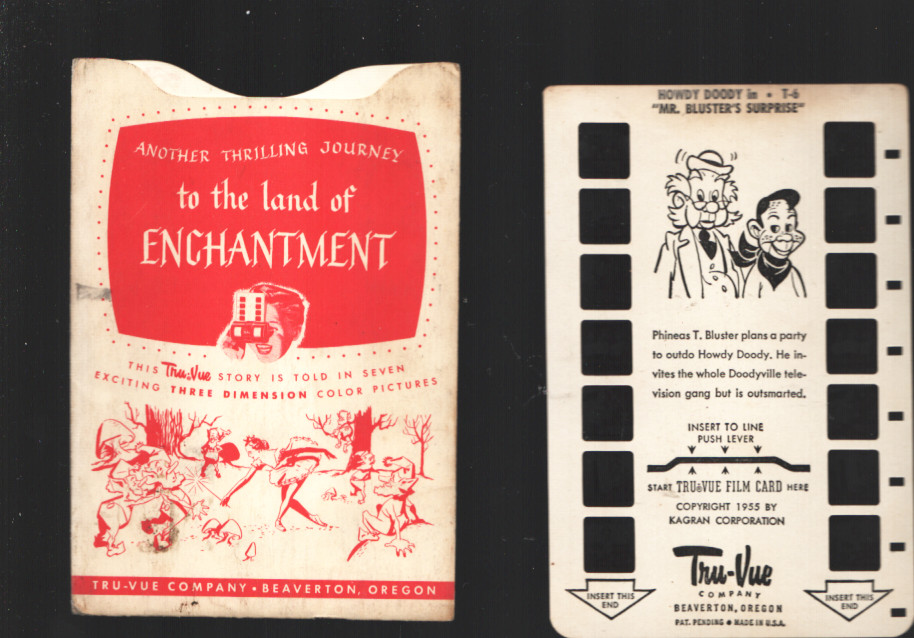 ANOTHER THRILLING JOURNEY
to the land of
ENCHANTMENT
THIS Tru-Vue STORY IS TOLD IN SEVEN
EXCITING THREE DIMENSION COLOR PICTURES
TRU-VUE COMPANY • BEAVERTON, OREGON
HOWDY DOODY in • T-6
"MR. BLUSTER'S SURPRISE"
Phineas T. Bluster plans a party
to outdo Howdy Doody. He in-
vites the whole Doodyville tele-
vision gang but is outsmarted.
INSERT TO LINE
PUSH LEVER
START TRU-VUE FILM CARD HERE
COPYRIGHT 1955 BY
KAGRAN CORPORATION
Tru-Vue
COMPANY
BEAVERTON, OREGON
PAT. PENDING • MADE IN U.S.A.
INSERT THIS
END
INSERT THIS
END